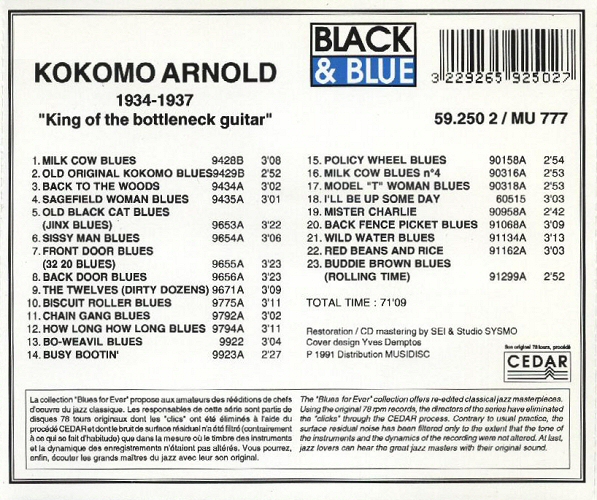 KOKOMO ARNOLD
1934-1937
"King of the bottleneck guitar"
BLACK
& BLUE
3 229265 925027
59.250 2 / MU 777
1. MILK COW BLUES 9428B 3'08
2. OLD ORIGINAL KOKOMO BLUES 9429B 2'52
3. BACK TO THE WOODS 9434A 3'02
4. SAGEFIELD WOMAN BLUES 9435A 3'01
5. OLD BLACK CAT BLUES
(JINX BLUES) 9653A 3'22
6. SISSY MAN BLUES 9654A 3'06
7. FRONT DOOR BLUES
(32 20 BLUES) 9655A 3'23
8. BACK DOOR BLUES 9656A 3'23
9. THE TWELVES (DIRTY DOZENS) 9671A 3'09
10. BISCUIT ROLLER BLUES 9775A 3'11
11. CHAIN GANG BLUES 9792A 3'02
12. HOW LONG HOW LONG BLUES 9794A 3'11
13. BO-WEAVIL BLUES 9922 3'04
14. BUSY BOOTIN' 9923A 2'27
15. POLICY WHEEL BLUES 90158A 2'54
16. MILK COW BLUES n°4 90316A 2'53
17. MODEL "T" WOMAN BLUES 90318A 2'53
18. I'LL BE UP SOME DAY 60515 3'03
19. MISTER CHARLIE 90958A 2'42
20. BACK FENCE PICKET BLUES 91068A 3'09
21. WILD WATER BLUES 91134A 3'13
22. RED BEANS AND RICE 91162A 3'03
23. BUDDIE BROWN BLUES
(ROLLING TIME) 91299A 2'52
TOTAL TIME : 71'09
Restoration / CD mastering by SEI & Studio SYSMO
Cover design Yves Demptos
P 1991 Distribution MUSIDISC
Son original 78 tours, procédé
CEDAR
La collection "Blues for Ever" propose aux amateurs des rééditions de chefs
d'oeuvre du jazz classique. Les responsables de cette série sont partis de
disques 78 tours originaux dont les "clics" ont été éliminés à l'aide du
procédé CEDAR et dont le bruit de surface résiduel n'a été filtré (contrairement
à ce qui se fait d'habitude) que dans la mesure où le timbre des instruments
et la dynamique des enregistrements n'étaient pas altérés. Vous pourrez,
enfin, écouter les grands maîtres du jazz avec leur son original.
The "Blues for Ever" collection offers re-edited classical jazz masterpieces.
Using the original 78 rpm records, the directors of the series have eliminated
the "clicks" through the CEDAR process. Contrary to usual practice, the
surface residual noise has been filtered only to the extent that the tone of
the instruments and the dynamics of the recording were not altered. At last,
jazz lovers can hear the great jazz masters with their original sound.